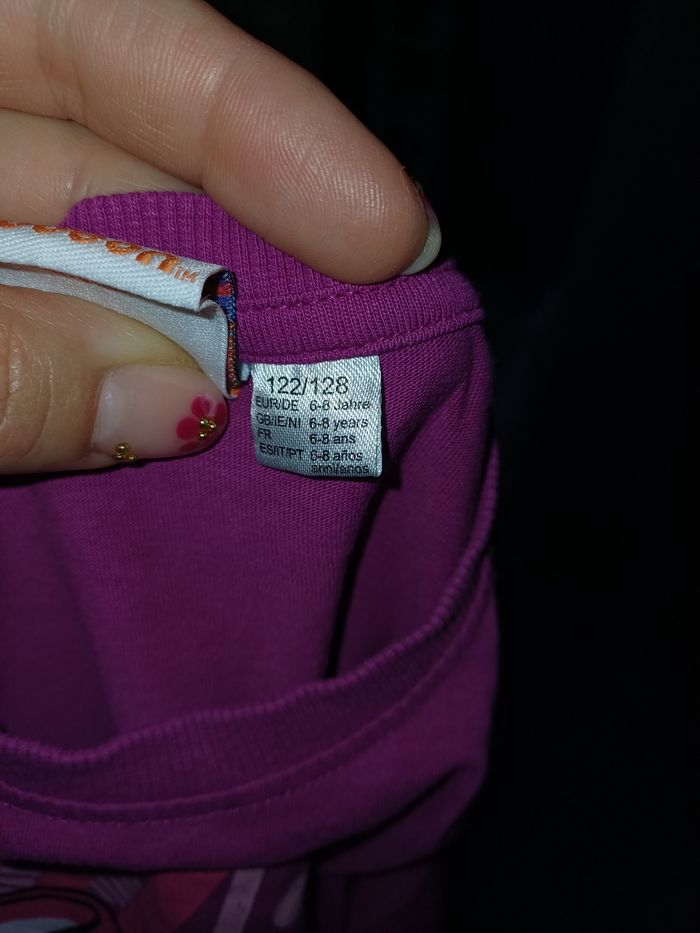 122/128
EUR/DE 6-8 Jahre
GB/IE/NI 6-8 years
FR 6-8 ans
ES/IT/PT 6-8 años
anni/anos